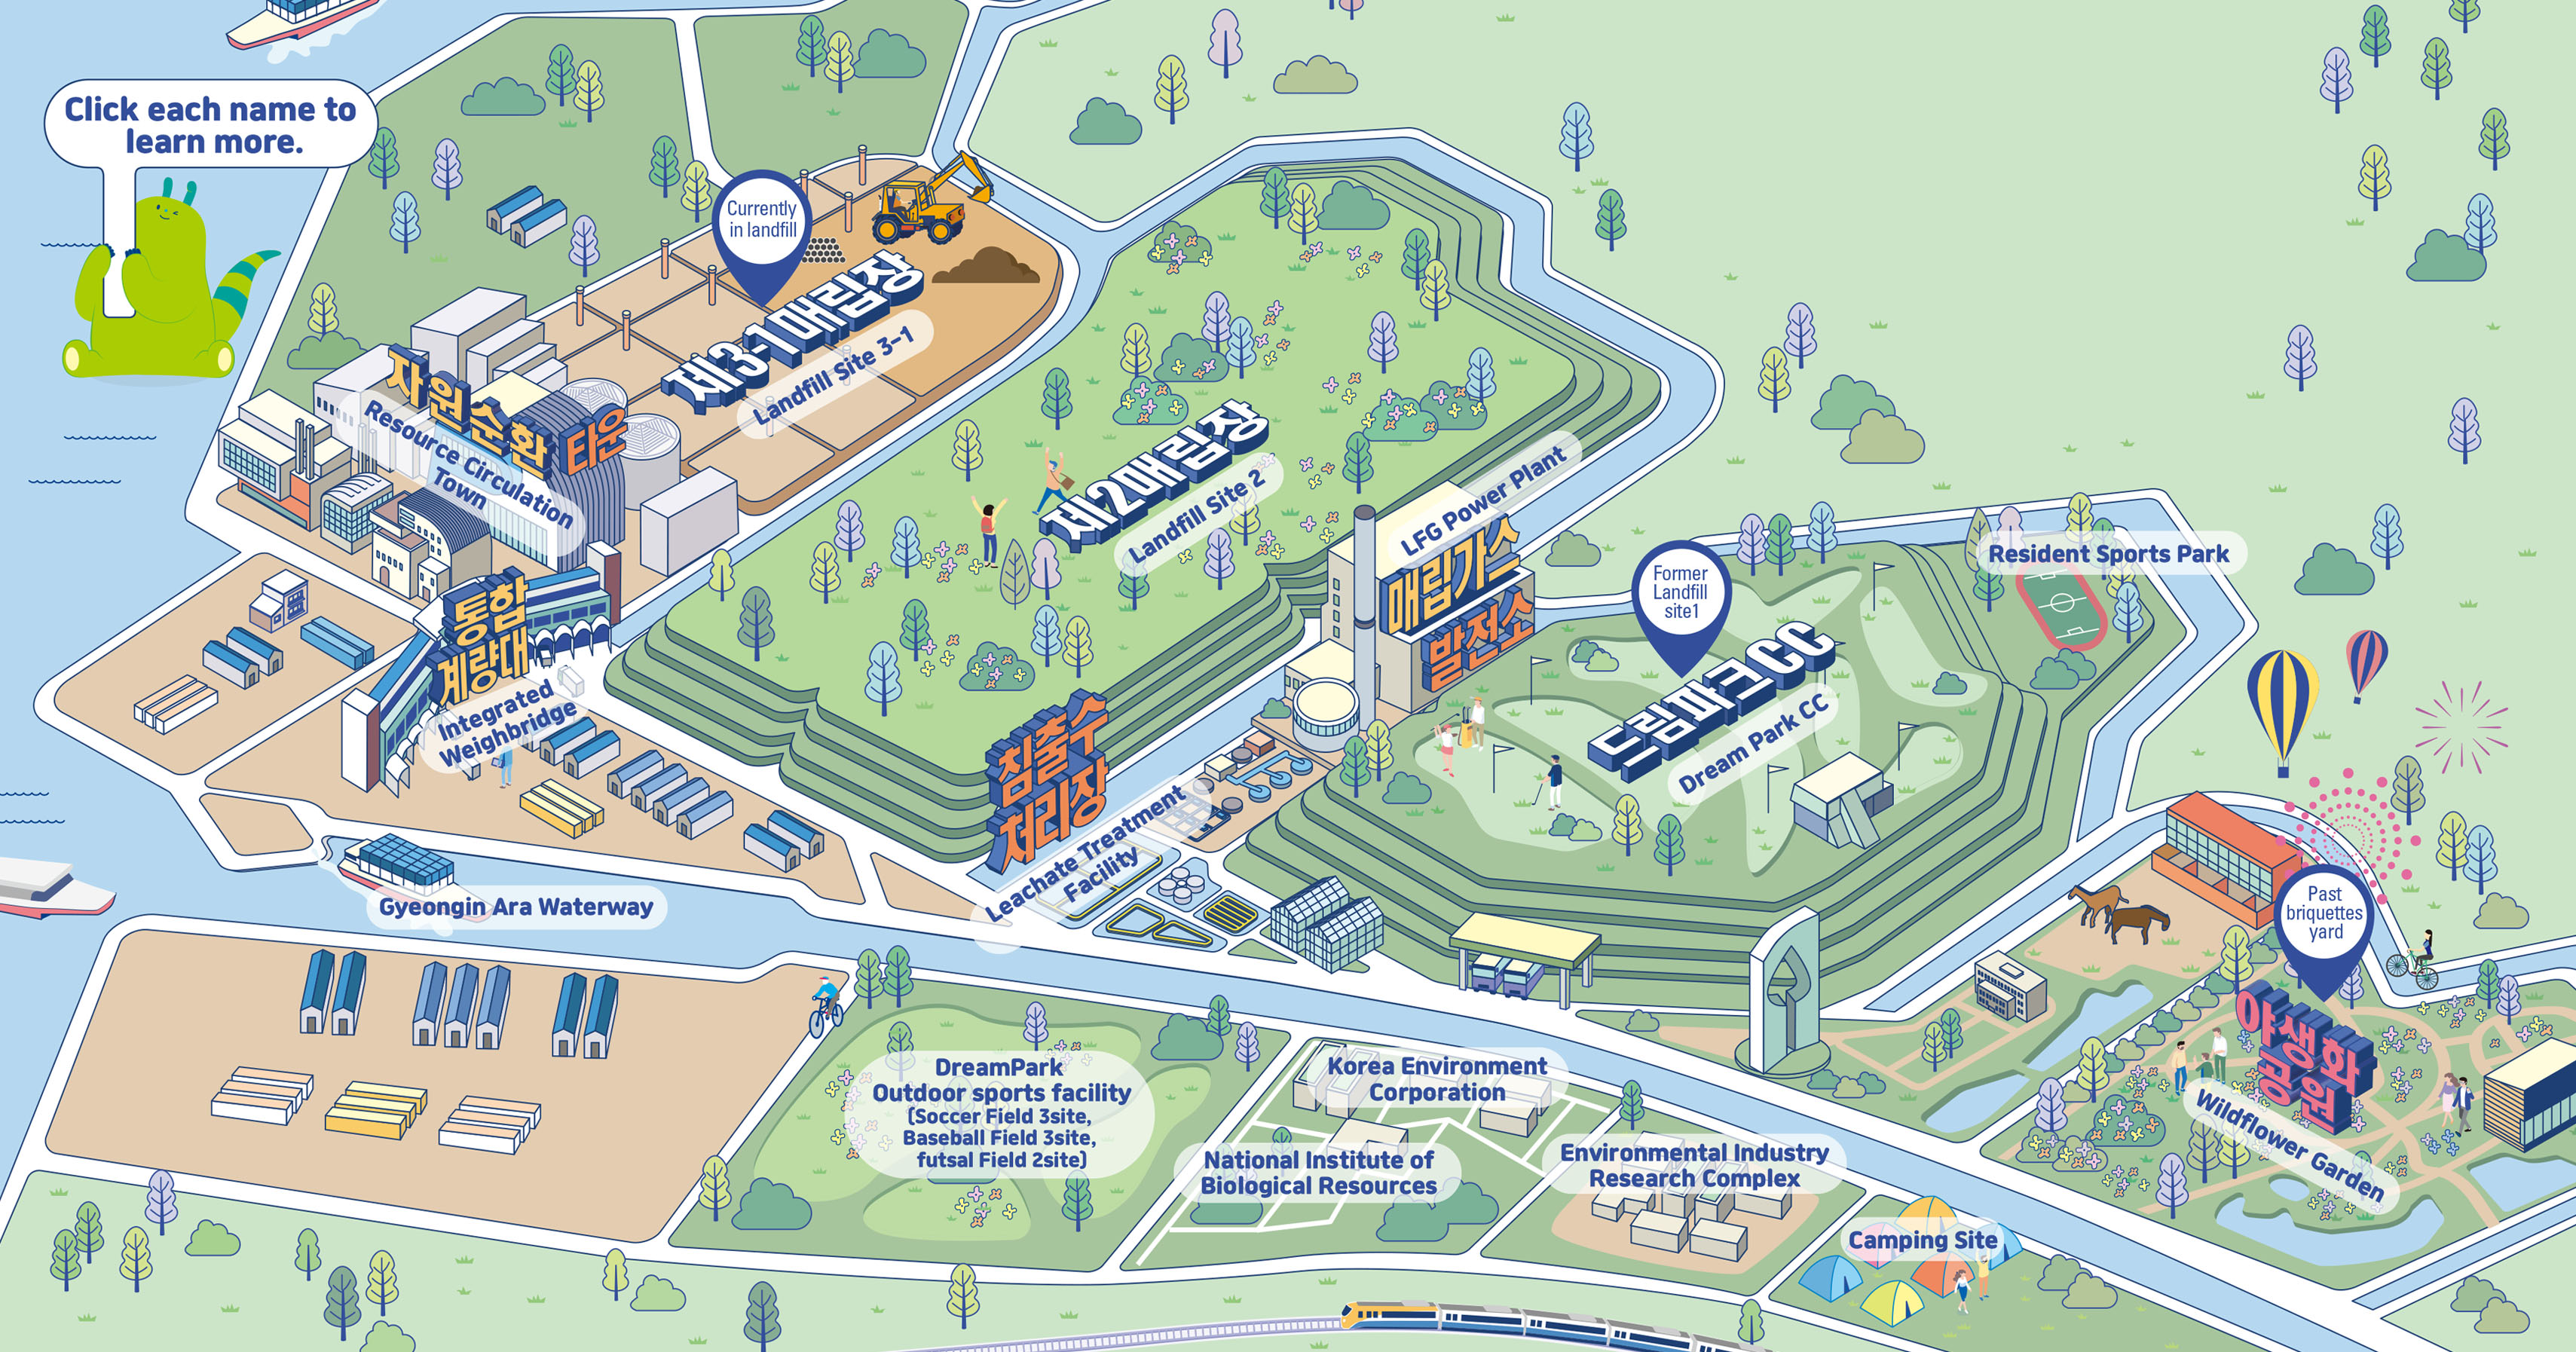 Click each name to
learn more.
Currently
in landfill
제3-1매립장
Landfill Site 3-1
자원순환
타운
Resource Circulation
Town
제2매립장
Landfill Site 2
LFG Power Plant
매립가스
발전소
Former
Landfill
site1
Resident Sports Park
드림파크CC
Dream Park CC
통합
계량대
Integrated
Weighbridge
침출수
처리장
Leachate Treatment
Facility
Gyeongin Ara Waterway
Past
briquettes
yard
야생화
공원
Wildflower Garden
DreamPark
Outdoor sports facility
(Soccer Field 3site,
Baseball Field 3site,
futsal Field 2site)
Korea Environment
Corporation
National Institute of
Biological Resources
Environmental Industry
Research Complex
Camping Site